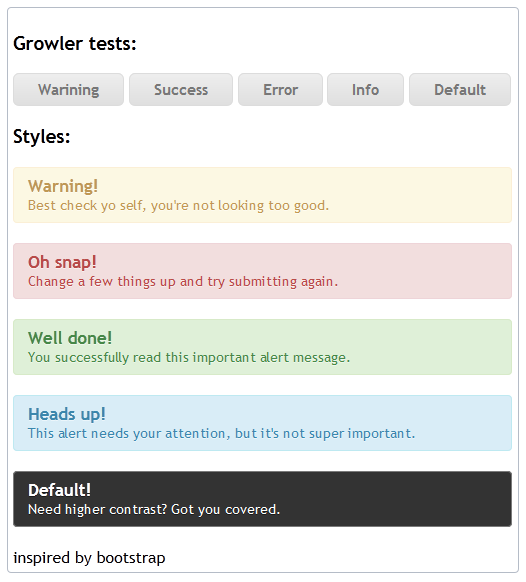 Growler tests:
Warining Success Error Info Default
Styles:
Warning!
Best check yo self, you're not looking too good.
Oh snap!
Change a few things up and try submitting again.
Well done!
You successfully read this important alert message.
Heads up!
This alert needs your attention, but it's not super important.
Default!
Need higher contrast? Got you covered.
inspired by bootstrap